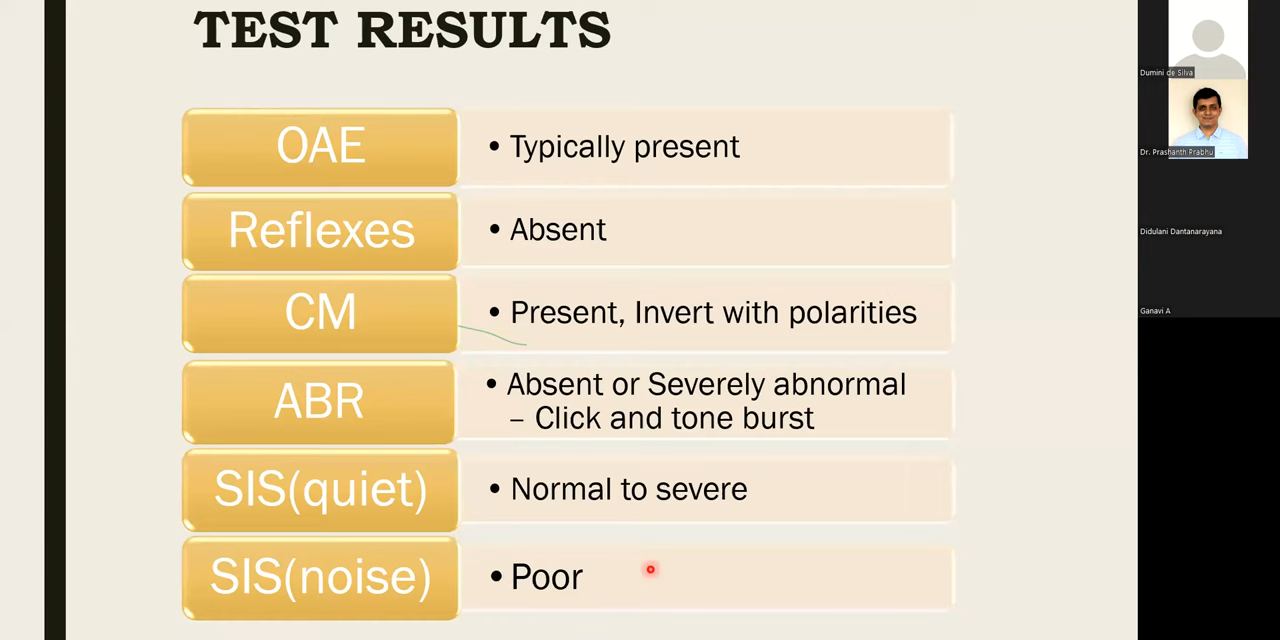 TEST RESULTS
OAE
• Typically present
Reflexes
• Absent
CM
• Present, Invert with polarities
ABR
• Absent or Severely abnormal
– Click and tone burst
SIS(quiet)
• Normal to severe
SIS(noise)
• Poor
Dumini de Silva
Dr. Prashanth Prabhu
Didulani Dantanarayana
Ganavi A